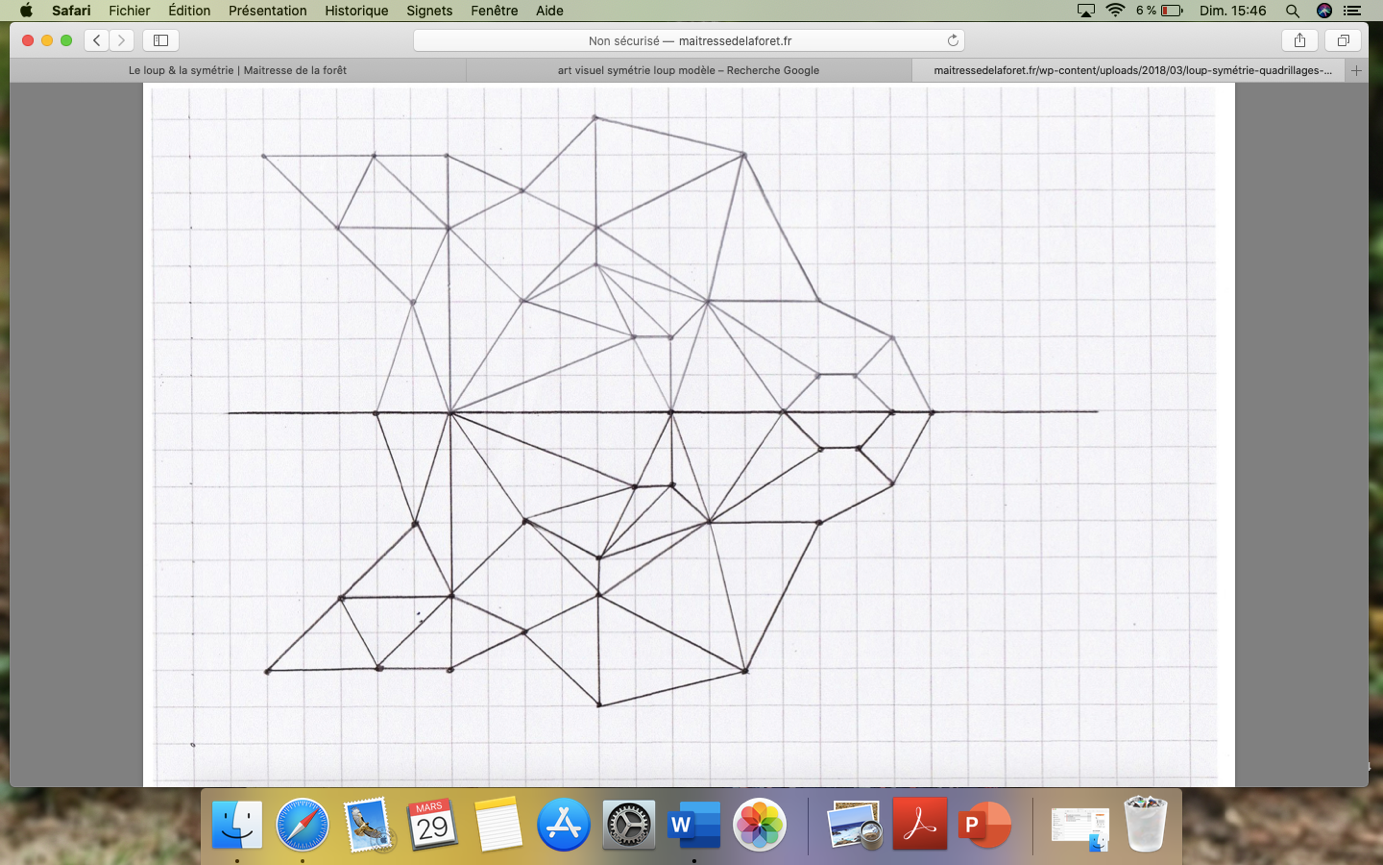 Safari Fichier Édition Présentation Historique Signets Fenêtre Aide 6 % Dim. 15:46
Non sécurisé — maitressedelaforet.fr
Le loup & la symétrie | Maitresse de la forêt
art visuel symétrie loup modèle – Recherche Google
maitressedelaforet.fr/wp-content/uploads/2018/03/loup-symétrie-quadrillages-...
MARS
29
W
P